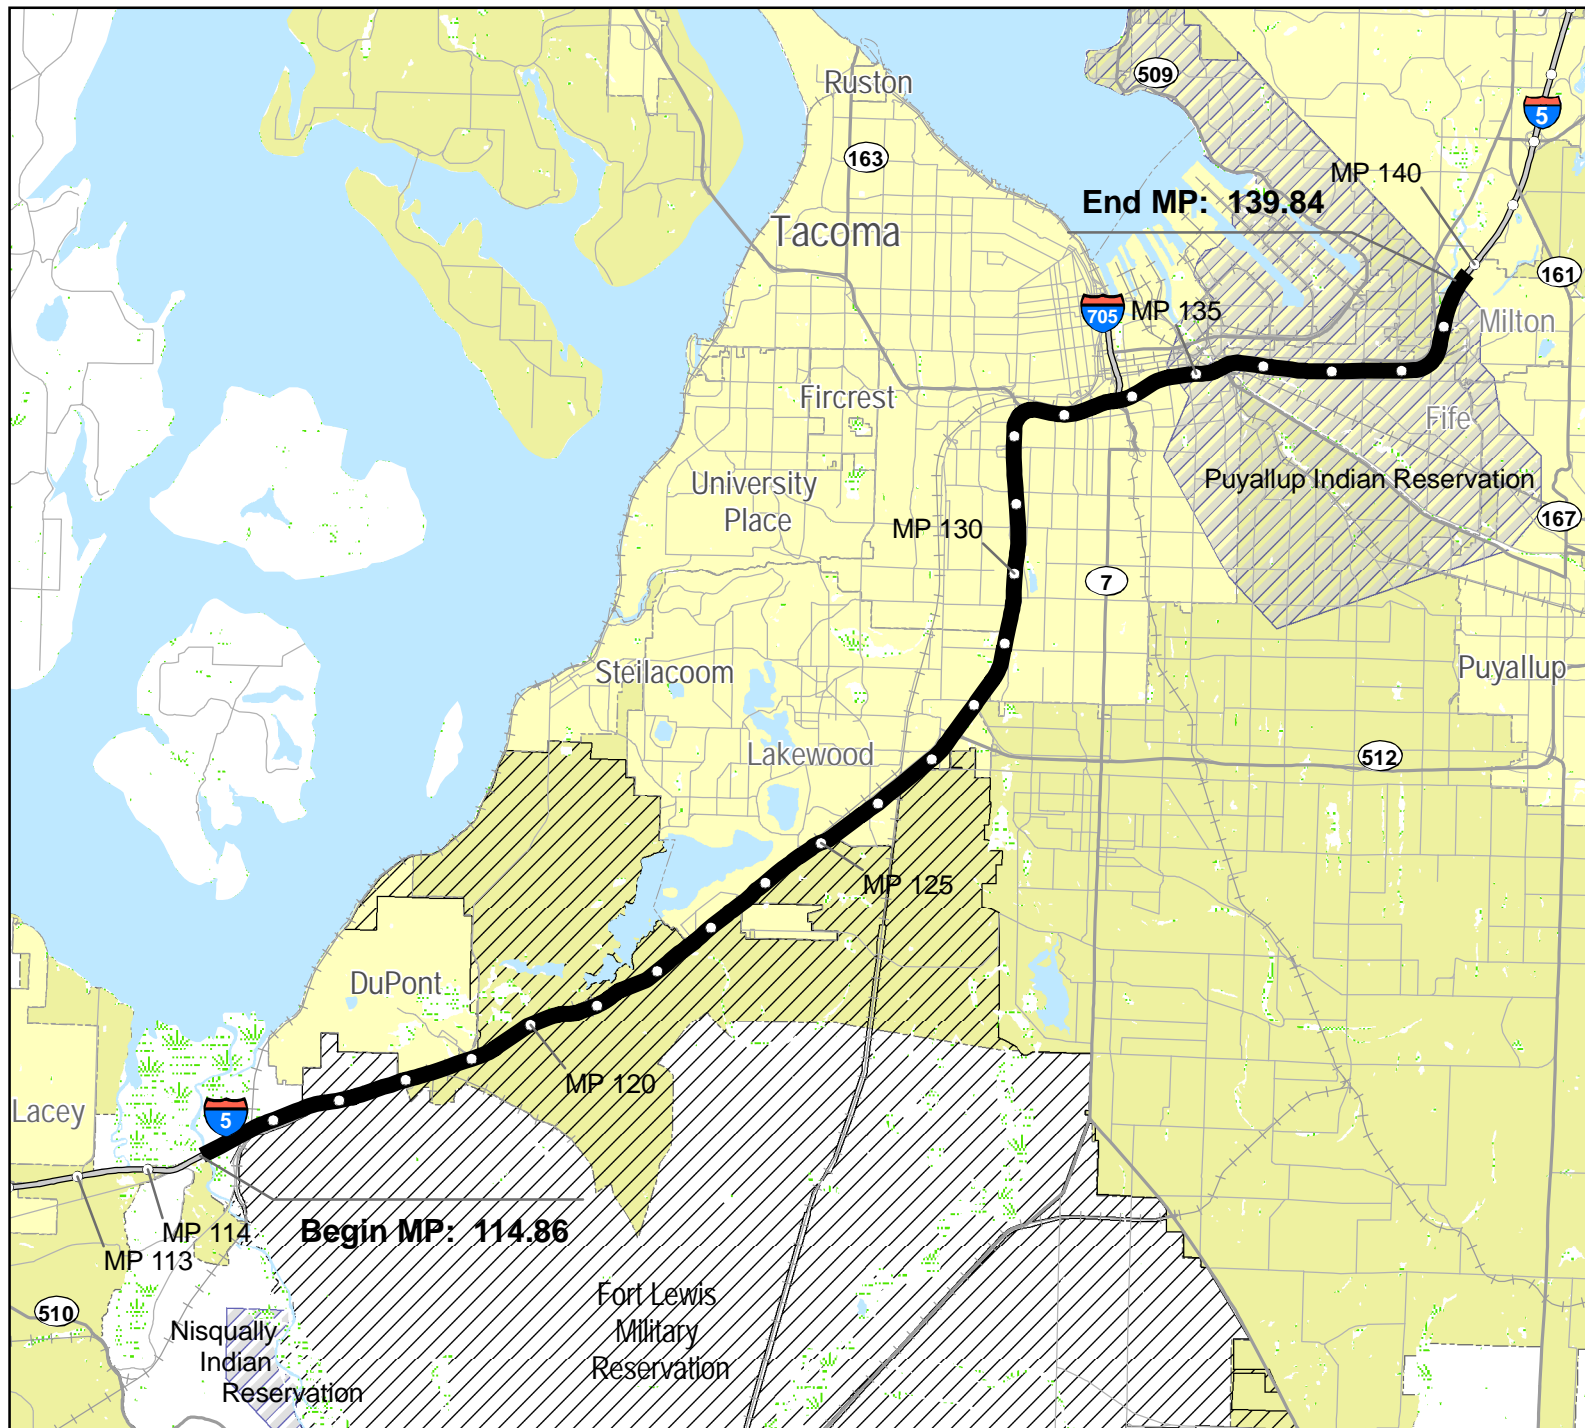 Ruston
509
5
163
MP 140
End MP: 139.84
Tacoma
161
705
MP 135
Milton
Fircrest
Fife
University
Place
Puyallup Indian Reservation
167
MP 130
7
Steilacoom
Puyallup
Lakewood
512
MP 125
DuPont
MP 120
Lacey
5
Begin MP: 114.86
MP 114
MP 113
510
Fort Lewis
Military
Reservation
Nisqually
Indian
Reservation